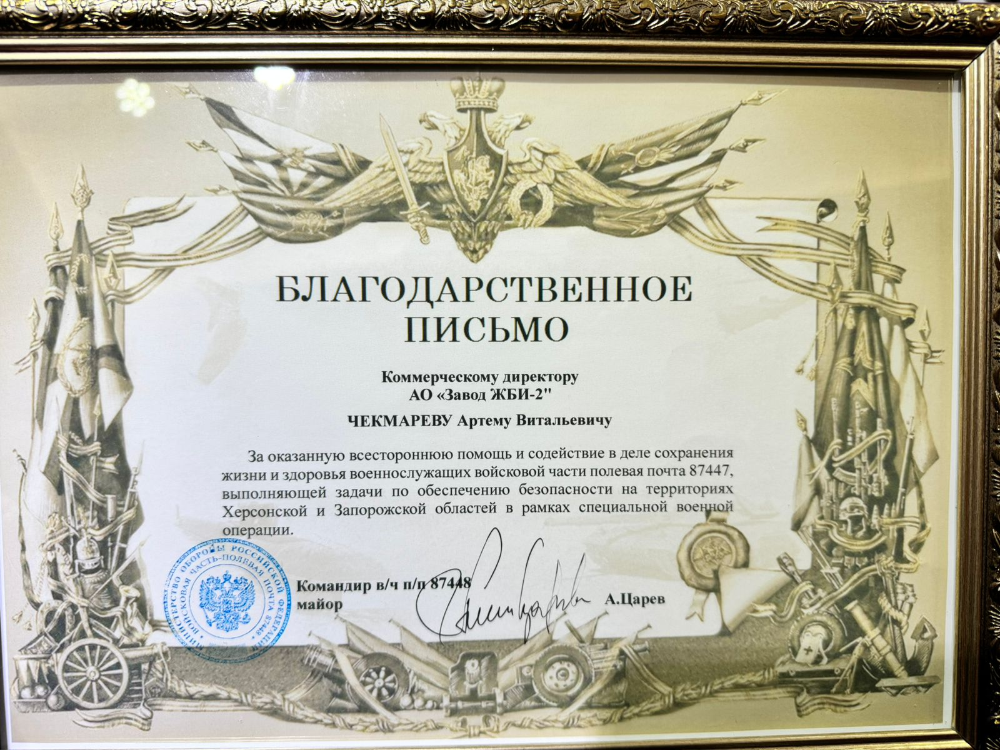 БЛАГОДАРСТВЕННОЕ
ПИСЬМО
Коммерческому директору
АО «Завод ЖБИ-2"
ЧЕКМАРЕВУ Артему Витальевичу
За оказанную всестороннюю помощь и содействие в деле сохранения
жизни и здоровья военнослужащих войсковой части полевая почта 87447,
выполняющей задачи по обеспечению безопасности на территориях
Херсонской и Запорожской областей в рамках специальной военной
операции.
Командир в/ч п/п 87448
майор
А.Царев
МИНИСТЕРСТВО ОБОРОНЫ РОССИЙСКОЙ ФЕДЕРАЦИИ
ВОЙСКОВАЯ ЧАСТЬ-ПОЛЕВАЯ ПОЧТА 87448